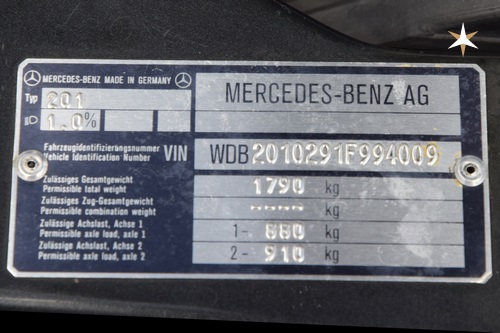 MERCEDES-BENZ MADE IN GERMANY
MERCEDES-BENZ AG
Typ 201
1.0%
Fahrzeugidentifizierungsnummer
Vehicle Identification Number VIN WDB2010291F994009
Zulässiges Gesamtgewicht
Permissible total weight 1790 kg
Zulässiges Zug-Gesamtgewicht
Permissible combination weight ------ kg
Zulässige Achslast, Achse 1
Permissible axle load, axle 1 1- 880 kg
Zulässige Achslast, Achse 2
Permissible axle load, axle 2 2- 910 kg